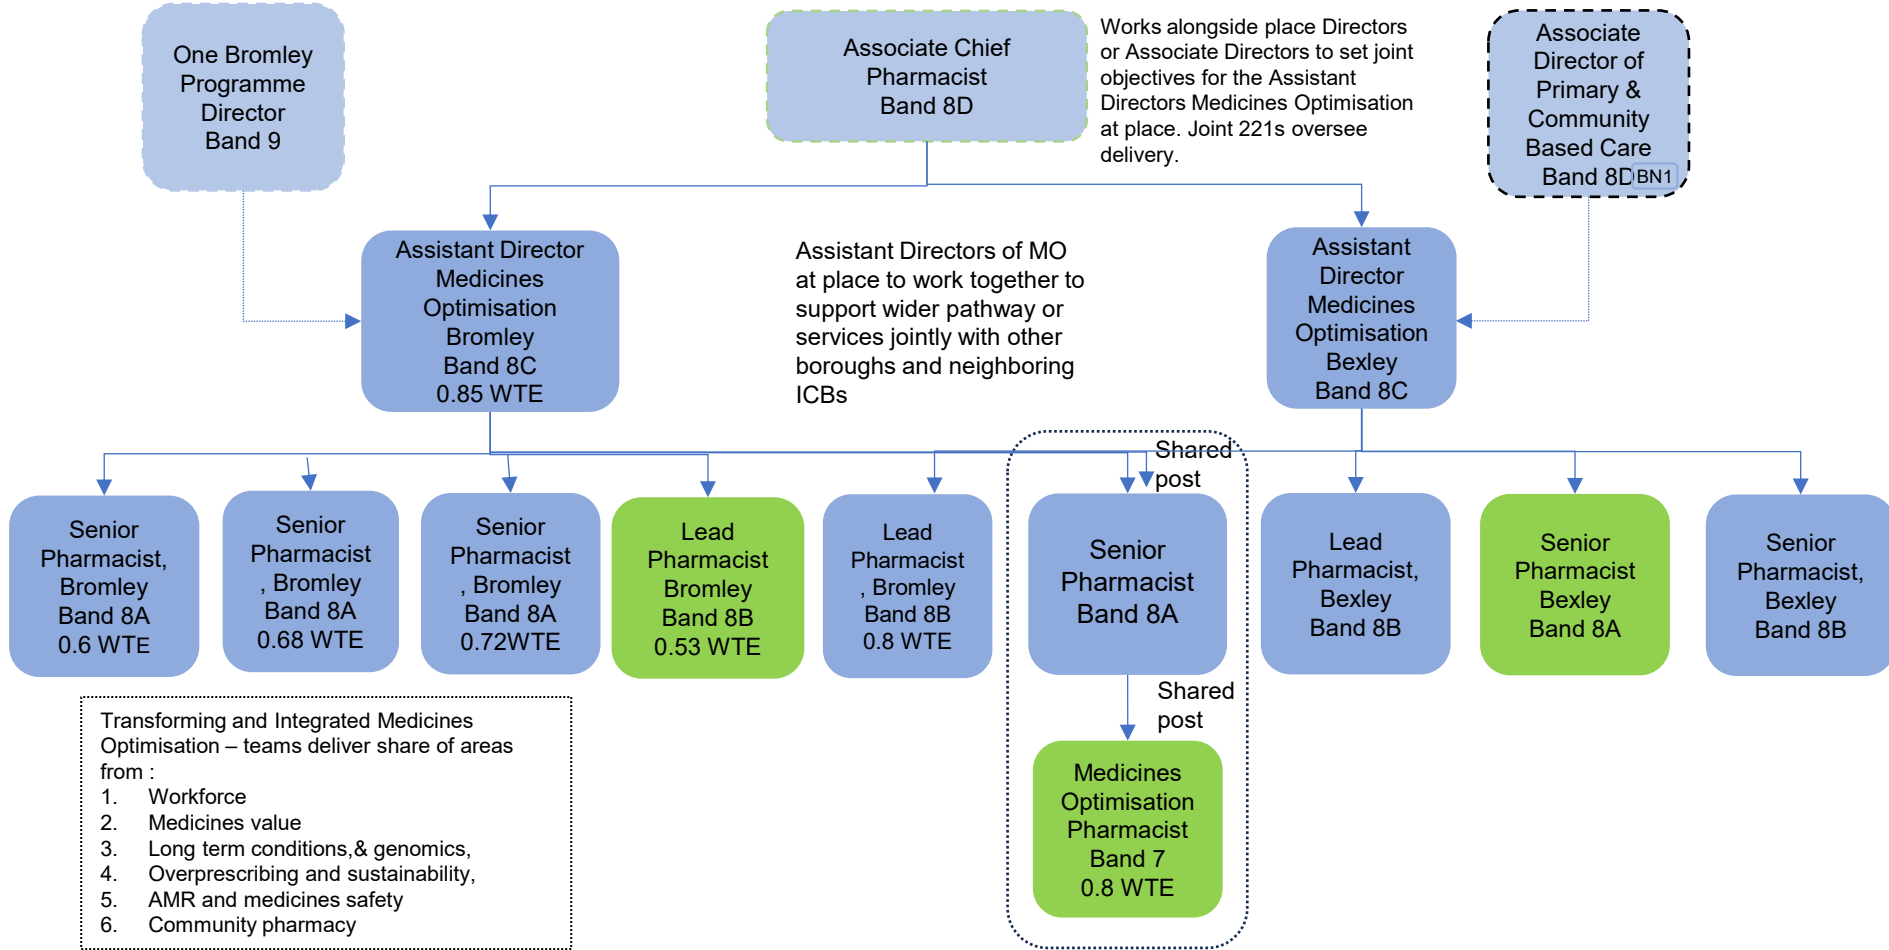 One Bromley
Programme
Director
Band 9
Associate Chief
Pharmacist
Band 8D
Works alongside place Directors
or Associate Directors to set joint
objectives for the Assistant
Directors Medicines Optimisation
at place. Joint 221s oversee
delivery.
Associate
Director of
Primary &
Community
Based Care
Band 8D
BN1
Assistant Director
Medicines
Optimisation
Bromley
Band 8C
0.85 WTE
Assistant Directors of MO
at place to work together to
support wider pathway or
services jointly with other
boroughs and neighboring
ICBs
Assistant
Director
Medicines
Optimisation
Bexley
Band 8C
Shared
post
Senior
Pharmacist,
Bromley
Band 8A
0.6 WTE
Senior
Pharmacist
, Bromley
Band 8A
0.68 WTE
Senior
Pharmacist
, Bromley
Band 8A
0.72WTE
Lead
Pharmacist
Bromley
Band 8B
0.53 WTE
Lead
Pharmacist
, Bromley
Band 8B
0.8 WTE
Senior
Pharmacist
Band 8A
Lead
Pharmacist,
Bexley
Band 8B
Senior
Pharmacist
Bexley
Band 8A
Senior
Pharmacist,
Bexley
Band 8B
Shared
post
Medicines
Optimisation
Pharmacist
Band 7
0.8 WTE
Transforming and Integrated Medicines
Optimisation – teams deliver share of areas
from :
1. Workforce
2. Medicines value
3. Long term conditions,& genomics,
4. Overprescribing and sustainability,
5. AMR and medicines safety
6. Community pharmacy